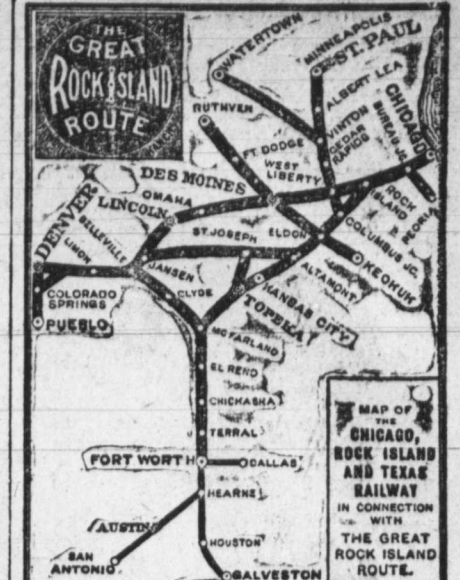 THE
GREAT
ROCK ISLAND
ROUTE
WATERTOWN
MINNEAPOLIS
ST. PAUL
ALBERT LEA
RUTHVEN
CHICAGO
BUREAU JC.
VINTON
CEDAR
RAPIDS
FT. DODGE
WEST
LIBERTY
DES MOINES
OMAHA
LINCOLN
ROCK
ISLAND
PEORIA
DENVER
BELLEVILLE
LIMON
ST. JOSEPH
ELDON
COLUMBUS JC.
KEOKUK
JANSEN
CLYDE
ALTAMONT
COLORADO
SPRINGS
KANSAS CITY
TOPEKA
PUEBLO
MCFARLAND
EL RENO
CHICKASHA
TERRAL
FORT WORTH
DALLAS
HEARNE
AUSTIN
HOUSTON
SAN
ANTONIO
GALVESTON
MAP OF
THE
CHICAGO,
ROCK ISLAND
AND TEXAS
RAILWAY
IN CONNECTION
WITH
THE GREAT
ROCK ISLAND
ROUTE.